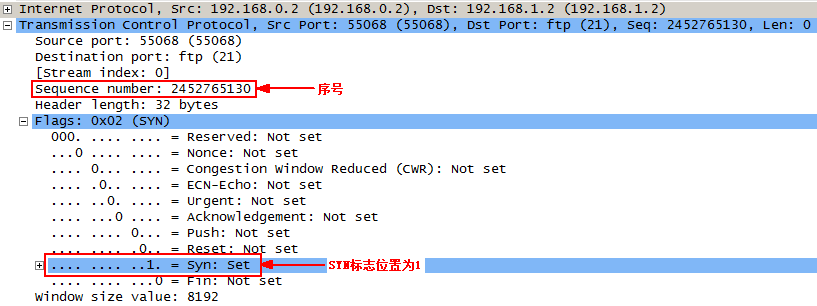 Internet Protocol, Src: 192.168.0.2 (192.168.0.2), Dst: 192.168.1.2 (192.168.1.2)
Transmission Control Protocol, Src Port: 55068 (55068), Dst Port: ftp (21), Seq: 2452765130, Len: 0
Source port: 55068 (55068)
Destination port: ftp (21)
[Stream index: 0]
Sequence number: 2452765130 序号
Header length: 32 bytes
Flags: 0x02 (SYN)
000. .... .... = Reserved: Not set
...0 .... .... = Nonce: Not set
.... 0... .... = Congestion Window Reduced (CWR): Not set
.... .0.. .... = ECN-Echo: Not set
.... ..0. .... = Urgent: Not set
.... ...0 .... = Acknowledgement: Not set
.... .... 0... = Push: Not set
.... .... .0.. = Reset: Not set
.... .... ..1. = Syn: Set SYN标志位置为1
.... .... ...0 = Fin: Not set
Window size value: 8192